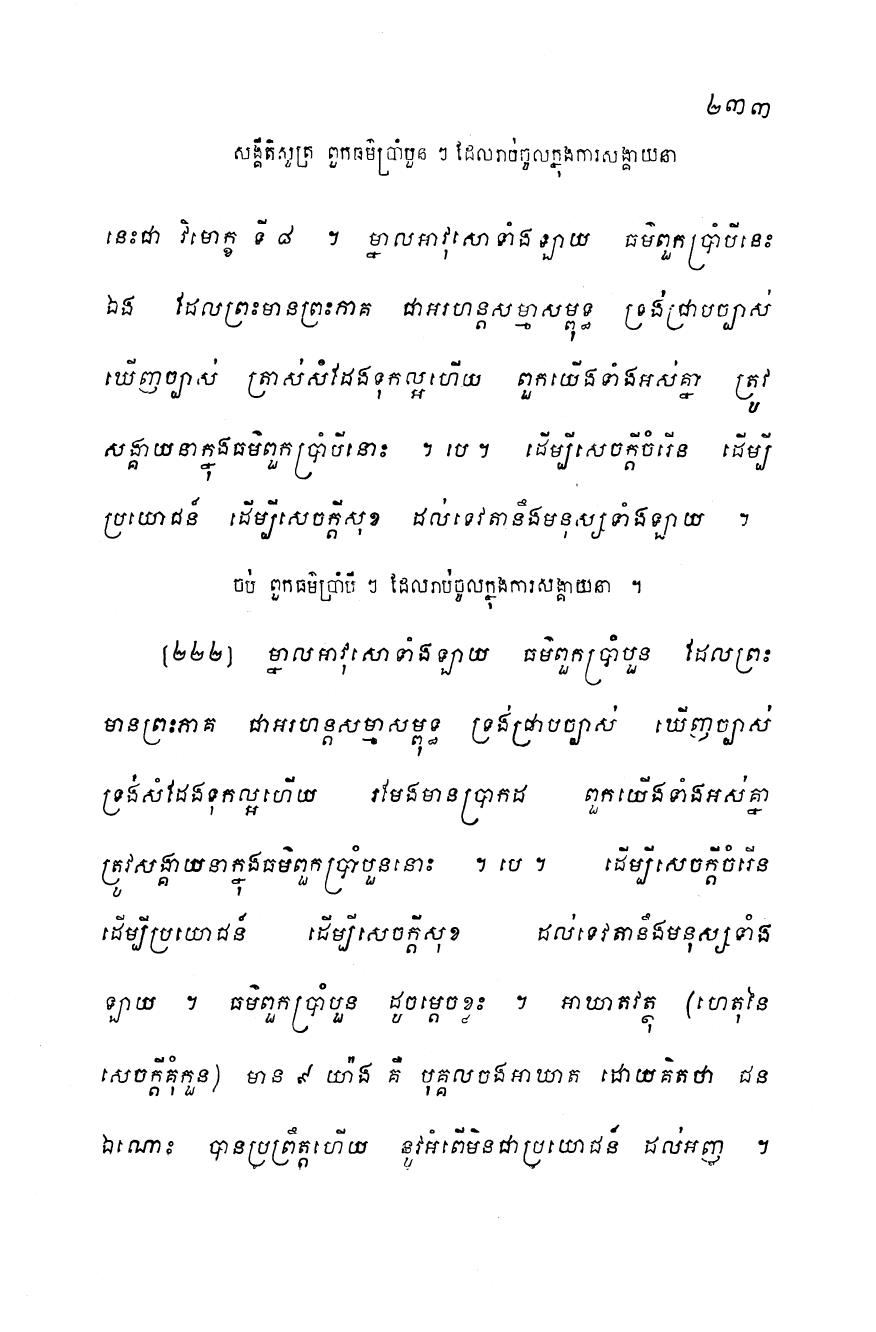 ២៣៣
សង្គីតិសូត្រ ពួកធម៌ប្រាំបួន ៗ ដែលរាប់ចូលក្នុងការសង្គាយនា
នេះជា វិមោក្ខ ទី ៨ ។ ម្នាលអាវុសោទាំងឡាយ ធម៌ពួកប្រាំបីនេះ
ឯង ដែលព្រះមានព្រះភាគ ជាអរហន្តសម្មាសម្ពុទ្ធ ទ្រង់ជ្រាបច្បាស់
ឃើញច្បាស់ ត្រាស់សំដែងទុកល្អហើយ ពួកយើងទាំងអស់គ្នា ត្រូវ
សង្គាយនាក្នុងធម៌ពួកប្រាំបីនោះ ។ បេ ។ ដើម្បីសេចក្តីចំរើន ដើម្បី
ប្រយោជន៍ ដើម្បីសេចក្តីសុខ ដល់ទេវតានឹងមនុស្សទាំងឡាយ ។
ចប់ ពួកធម៌ប្រាំបី ៗ ដែលរាប់ចូលក្នុងការសង្គាយនា ។
[២២២] ម្នាលអាវុសោទាំងឡាយ ធម៌ពួកប្រាំបួន ដែលព្រះ
មានព្រះភាគ ជាអរហន្តសម្មាសម្ពុទ្ធ ទ្រង់ជ្រាបច្បាស់ ឃើញច្បាស់
ទ្រង់សំដែងទុកល្អហើយ រមែងមានប្រាកដ ពួកយើងទាំងអស់គ្នា
ត្រូវសង្គាយនាក្នុងធម៌ពួកប្រាំបួននោះ ។ បេ ។ ដើម្បីសេចក្តីចំរើន
ដើម្បីប្រយោជន៍ ដើម្បីសេចក្តីសុខ ដល់ទេវតានឹងមនុស្សទាំង
ឡាយ ។ ធម៌ពួកប្រាំបួន ដូចម្តេចខ្លះ ។ អាឃាតវត្ថុ (ហេតុនៃ
សេចក្តីគុំកួន) មាន ៩ យ៉ាង គឺ បុគ្គលចងអាឃាត ដោយគិតថា ជន
ឯណោះ បានប្រព្រឹត្តហើយ នូវអំពើមិនជាប្រយោជន៍ ដល់អញ ។